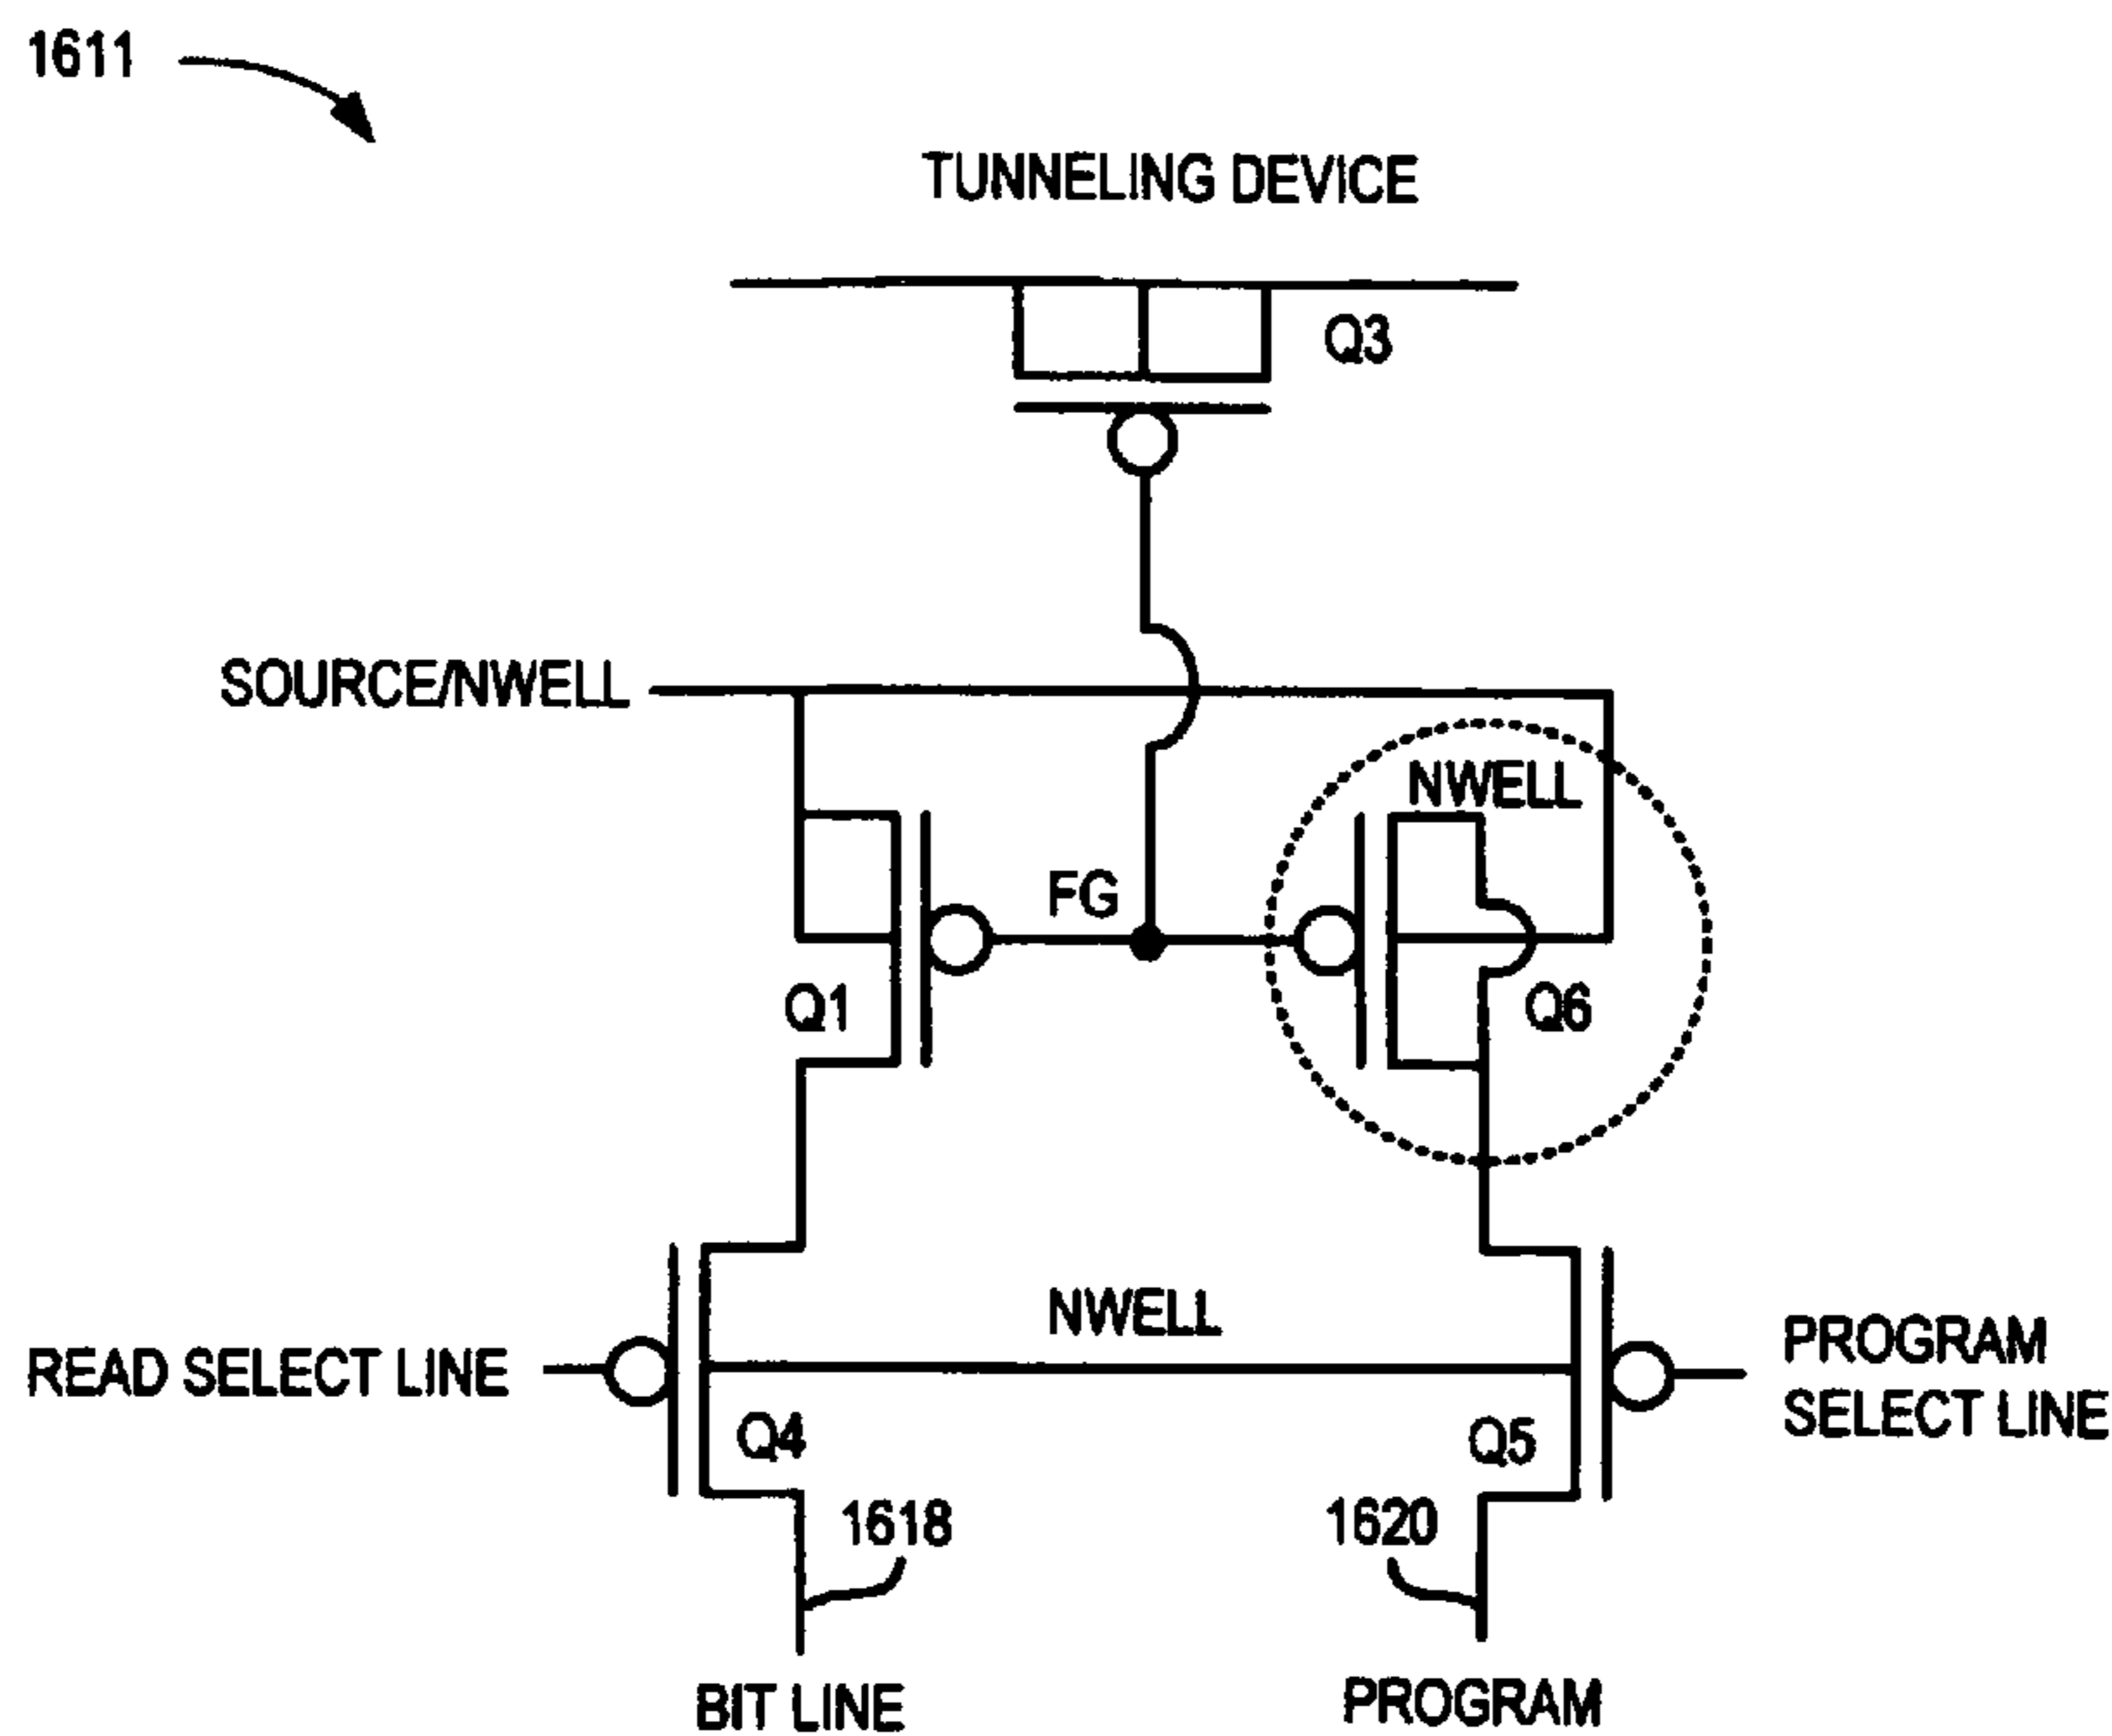 1611
TUNNELING DEVICE
Q3
SOURCE/NWELL
NWELL
FG
Q1
Q6
NWELL
READ SELECT LINE
PROGRAM
SELECT LINE
Q4
Q5
1618
1620
BIT LINE
PROGRAM